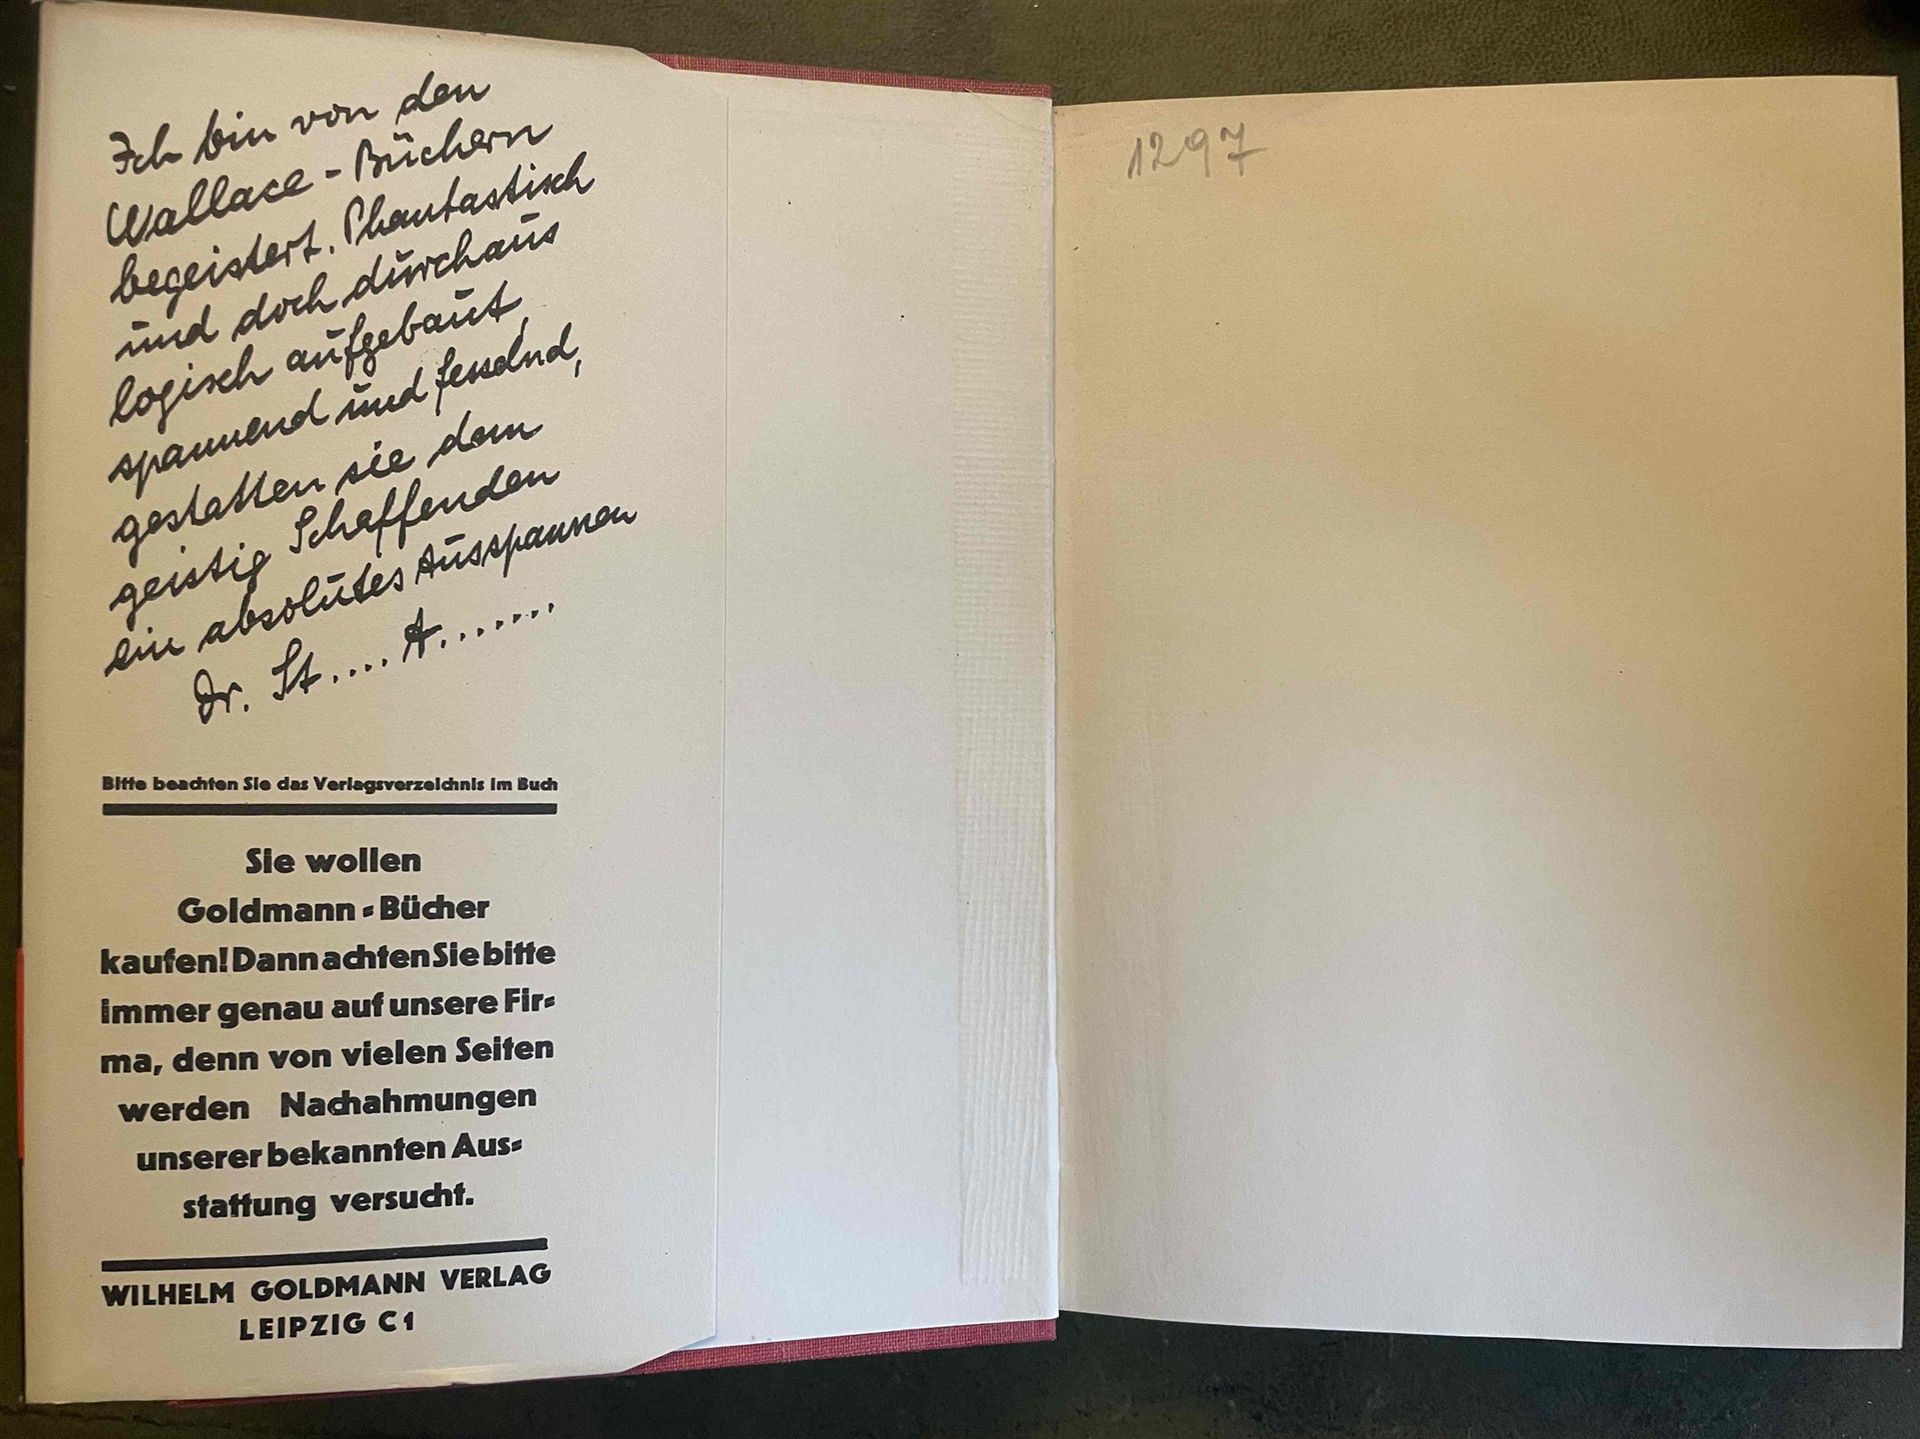 Ich bin von den
Wallace-Büchern
begeistert. Phantastisch
und doch durchaus
logisch aufgebaut,
spannend und fesselnd,
gestatten sie dem
geistig Schaffenden
ein absolutes Ausspannen
Dr. St.... A.......
Bitte beachten Sie das Verlagsverzeichnis im Buch
Sie wollen
Goldmann-Bücher
kaufen! Dann achten Sie bitte
immer genau auf unsere Fir-
ma, denn von vielen Seiten
werden Nachahmungen
unserer bekannten Aus-
stattung versucht.
WILHELM GOLDMANN VERLAG
LEIPZIG C 1
1297